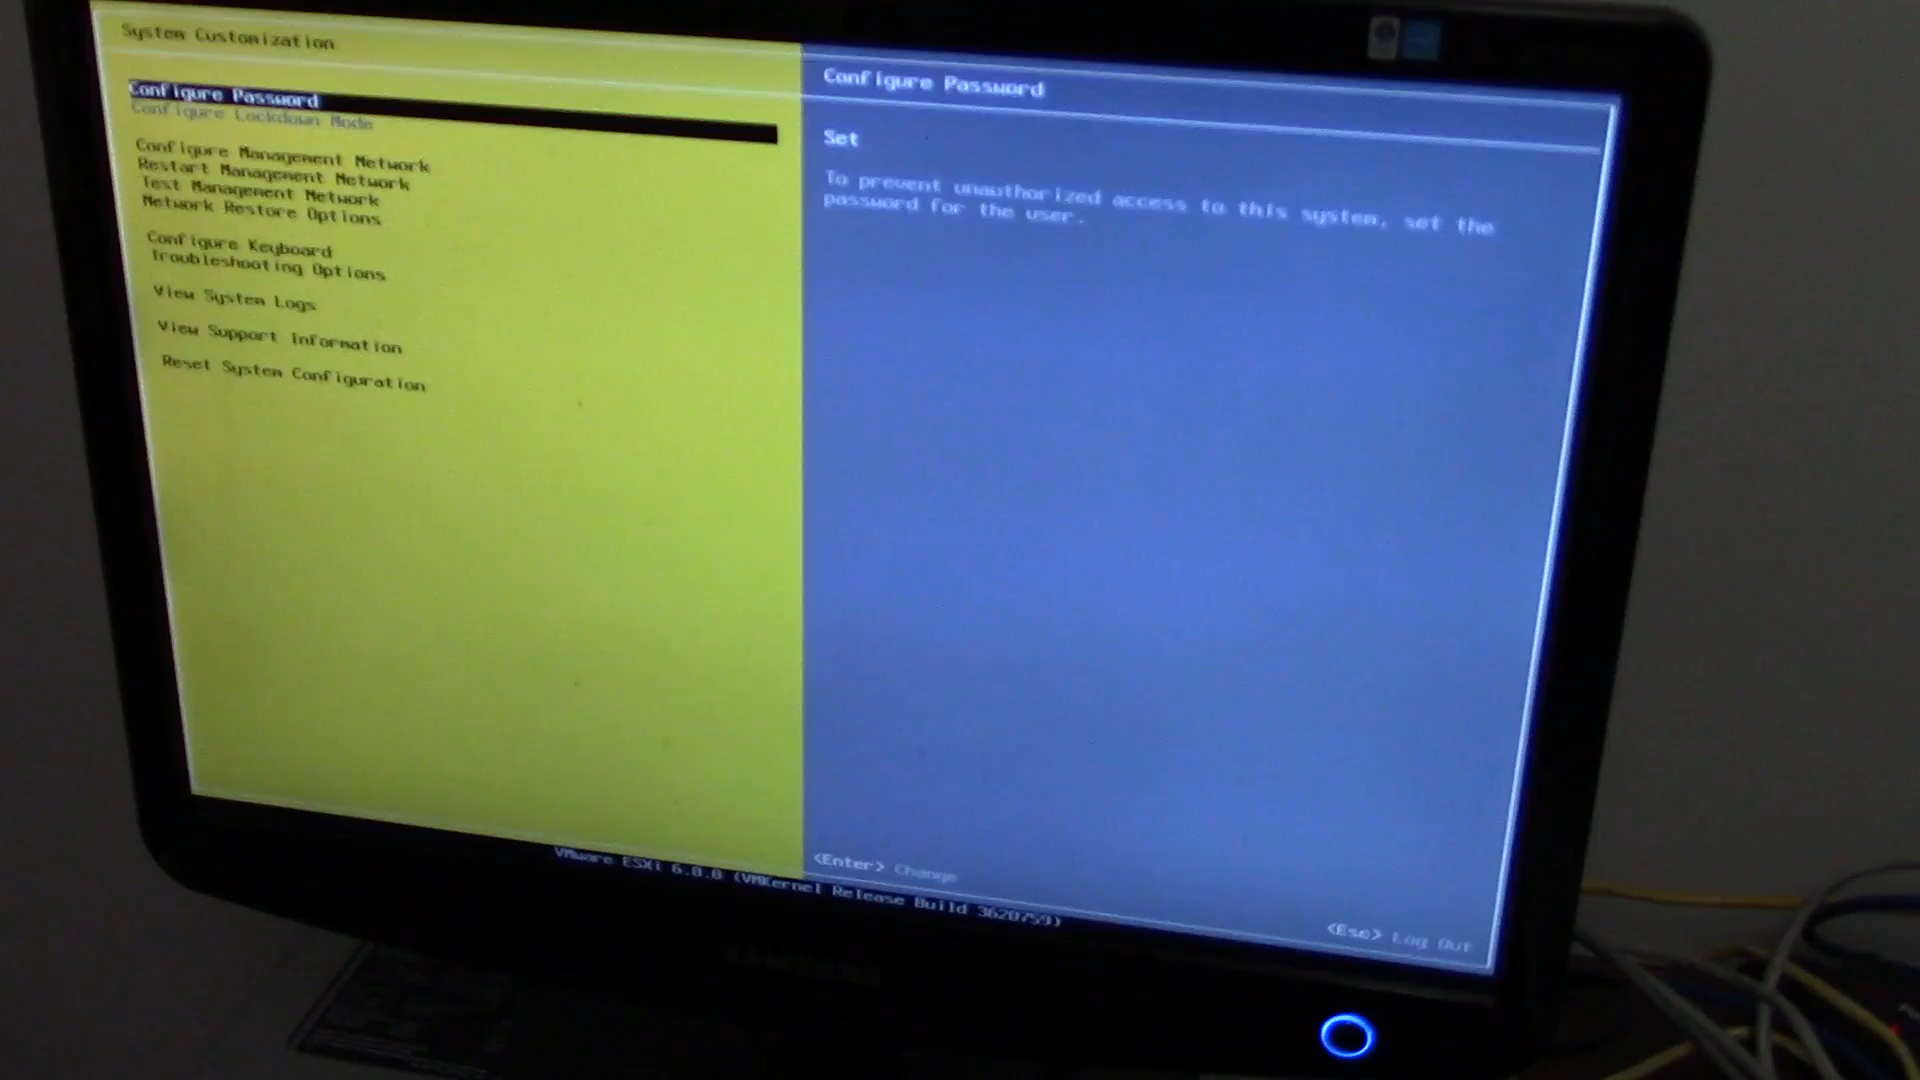 System Customization
Configure Password
Configure Lockdown Mode
Configure Management Network
Restart Management Network
Test Management Network
Network Restore Options
Configure Keyboard
Troubleshooting Options
View System Logs
View Support Information
Reset System Configuration
Configure Password
Set
To prevent unauthorized access to this system, set the
password for the user.
<Enter> Change
<Esc> Log Out
VMware ESXi 6.0.0 (VMKernel Release Build 3620759)